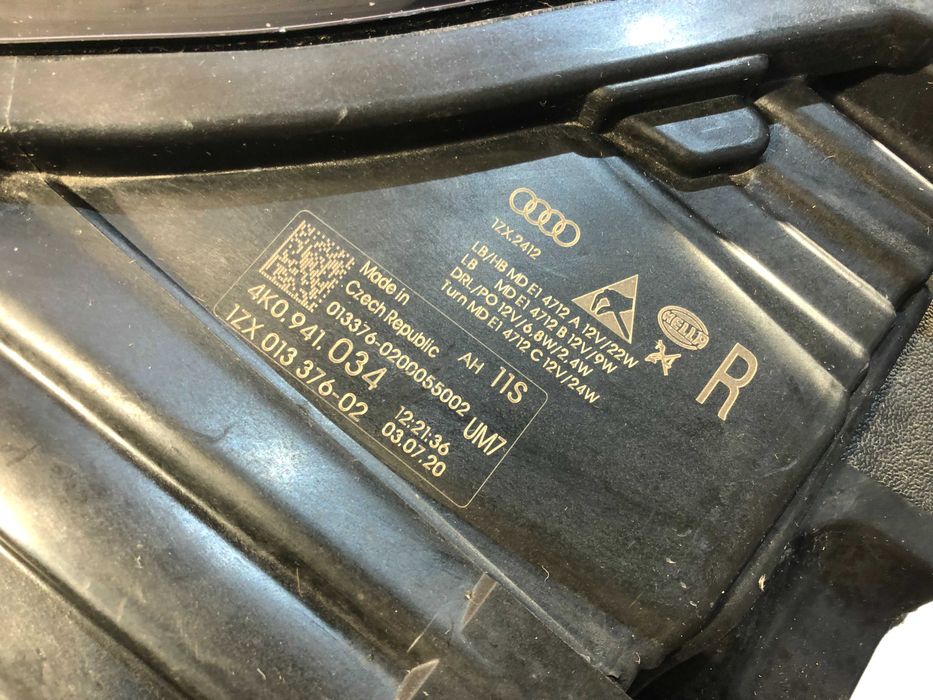 1ZX.2412
LB/HB MD E1 4712 A 12V/22W
LB MD E1 4712 B 12V/9W
DRL/PO 12V/6,8W/2,1W
Turn MD E1 4712 C 12V/24W
HELLA
R
Made in
Czech Republic AH 11S
013376-0200055002 UM7
4K0.941.034 12:21:36
1ZX 013 376-02 03.07.20